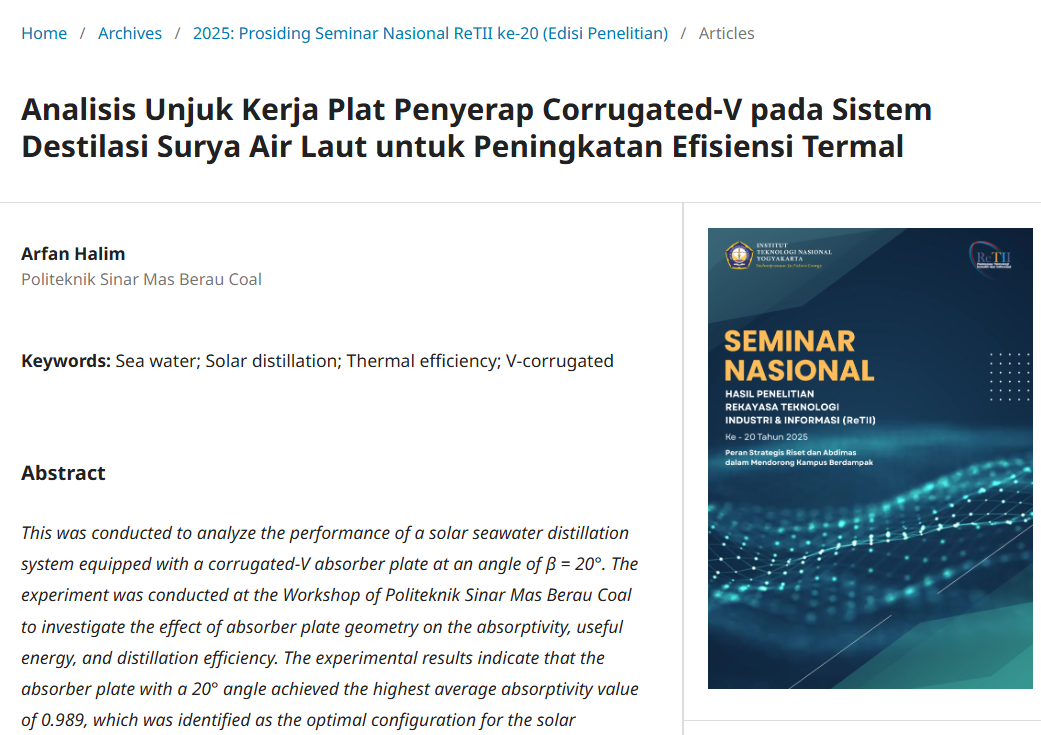 Home / Archives / 2025: Prosiding Seminar Nasional ReTII ke-20 (Edisi Penelitian) / Articles
Analisis Unjuk Kerja Plat Penyerap Corrugated-V pada Sistem
Destilasi Surya Air Laut untuk Peningkatan Efisiensi Termal
Arfan Halim
Politeknik Sinar Mas Berau Coal
Keywords: Sea water; Solar distillation; Thermal efficiency; V-corrugated
Abstract
This was conducted to analyze the performance of a solar seawater distillation
system equipped with a corrugated-V absorber plate at an angle of β = 20°. The
experiment was conducted at the Workshop of Politeknik Sinar Mas Berau Coal
to investigate the effect of absorber plate geometry on the absorptivity, useful
energy, and distillation efficiency. The experimental results indicate that the
absorber plate with a 20° angle achieved the highest average absorptivity value
of 0.989, which was identified as the optimal configuration for the solar
INSTITUT
TEKNOLOGI NASIONAL
YOGYAKARTA
ReTII
SEMINAR
NASIONAL
HASIL PENELITIAN
REKAYASA TEKNOLOGI
INDUSTRI & INFORMASI (ReTII)
Ke - 20 Tahun 2025
Peran Strategis Riset dan Abdimas
dalam Mendorong Kampus Berdampak